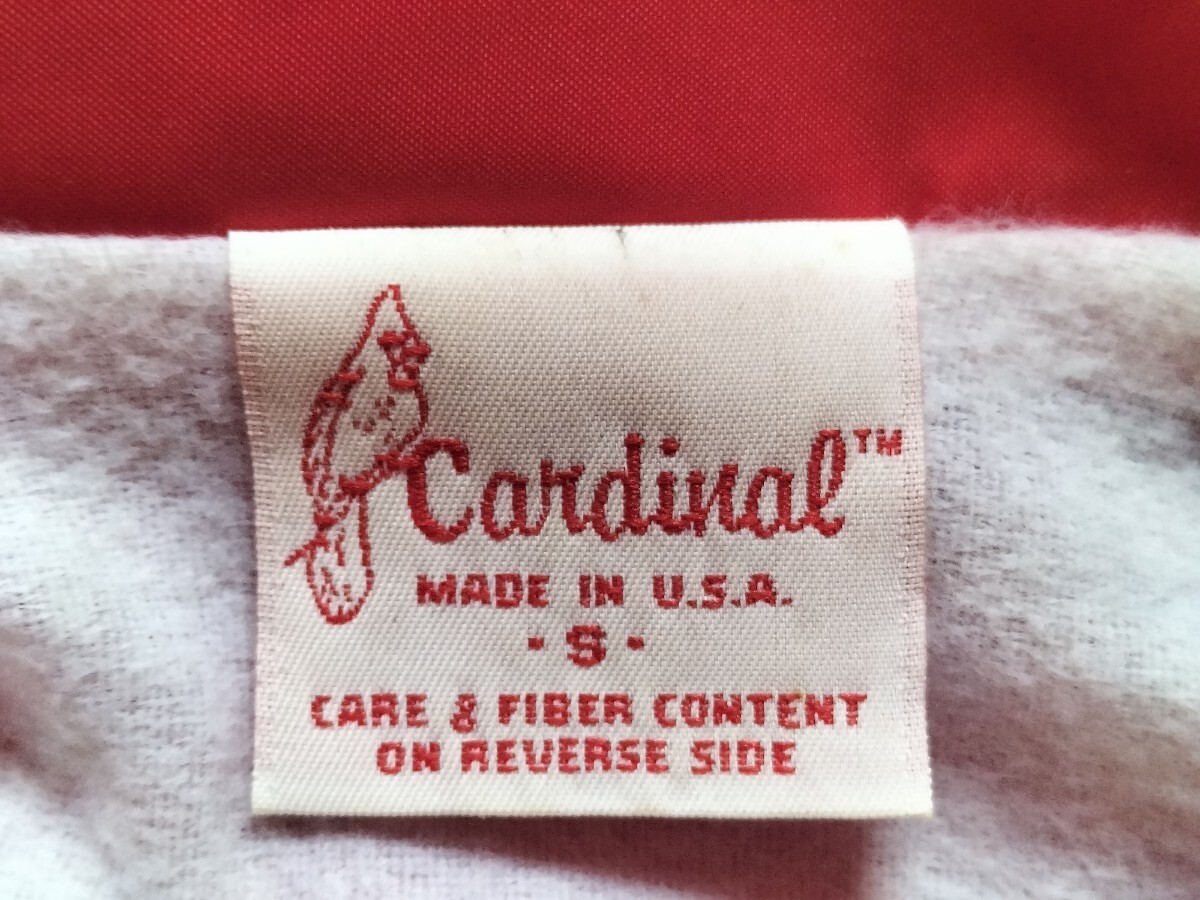 Cardinal™
MADE IN U.S.A.
- S -
CARE & FIBER CONTENT
ON REVERSE SIDE